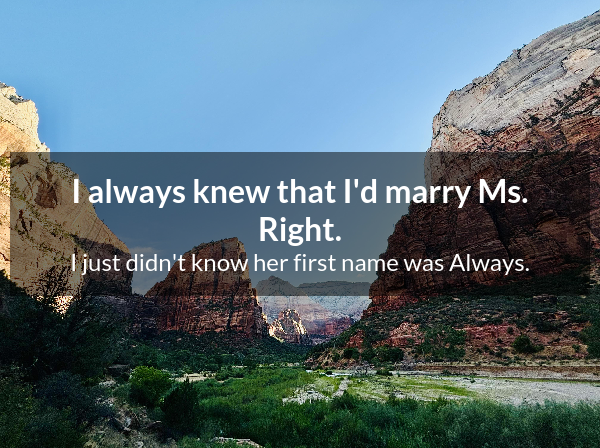 I always knew that I'd marry Ms.
Right.
I just didn't know her first name was Always.